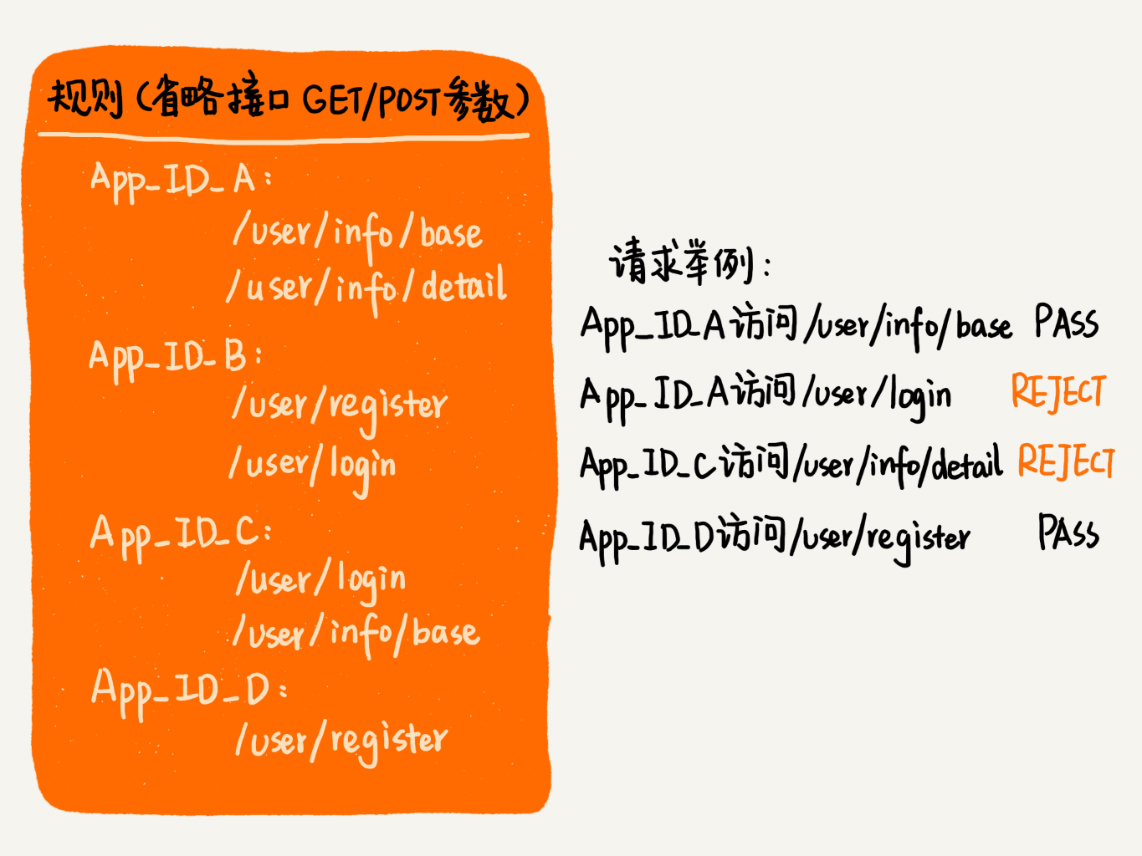 规则(省略接口 GET/POST参数)
App_ID_A:
/user/info/base
/user/info/detail
App_ID_B:
/user/register
/user/login
App_ID_C:
/user/login
/user/info/base
App_ID_D:
/user/register
请求举例:
App_ID_A访问/user/info/base PASS
App_ID_A访问/user/login REJECT
App_ID_C访问/user/info/detail REJECT
App_ID_D访问/user/register PASS